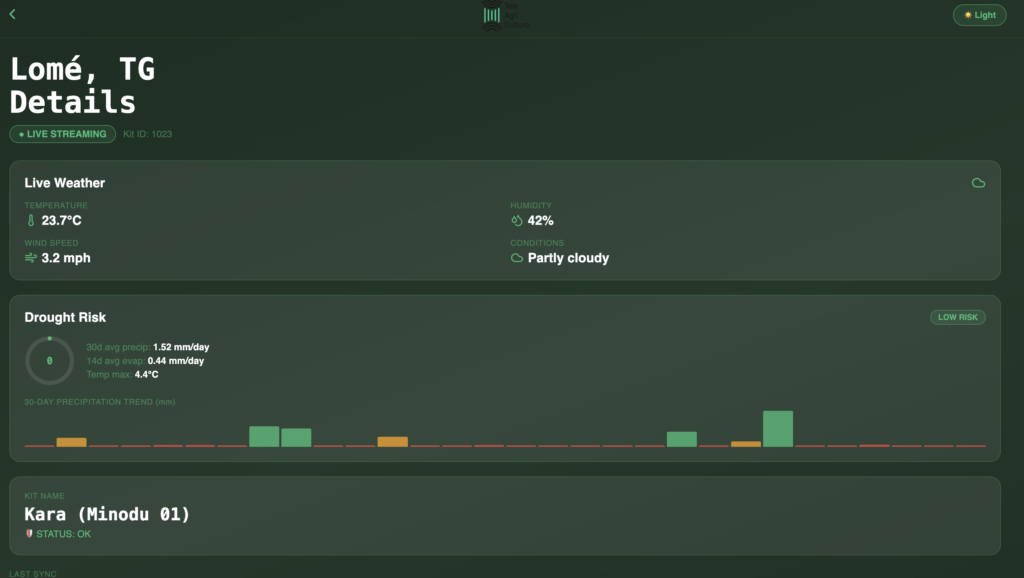 Tele
Agri
Culture
Light
Lomé, TG
Details
LIVE STREAMING Kit ID: 1023
Live Weather
TEMPERATURE HUMIDITY
23.7°C 42%
WIND SPEED CONDITIONS
3.2 mph Partly cloudy
Drought Risk LOW RISK
30d avg precip: 1.52 mm/day
0 14d avg evap: 0.44 mm/day
Temp max: 4.4°C
30-DAY PRECIPITATION TREND (mm)
KIT NAME
Kara (Minodu 01)
STATUS: OK
LAST SYNC